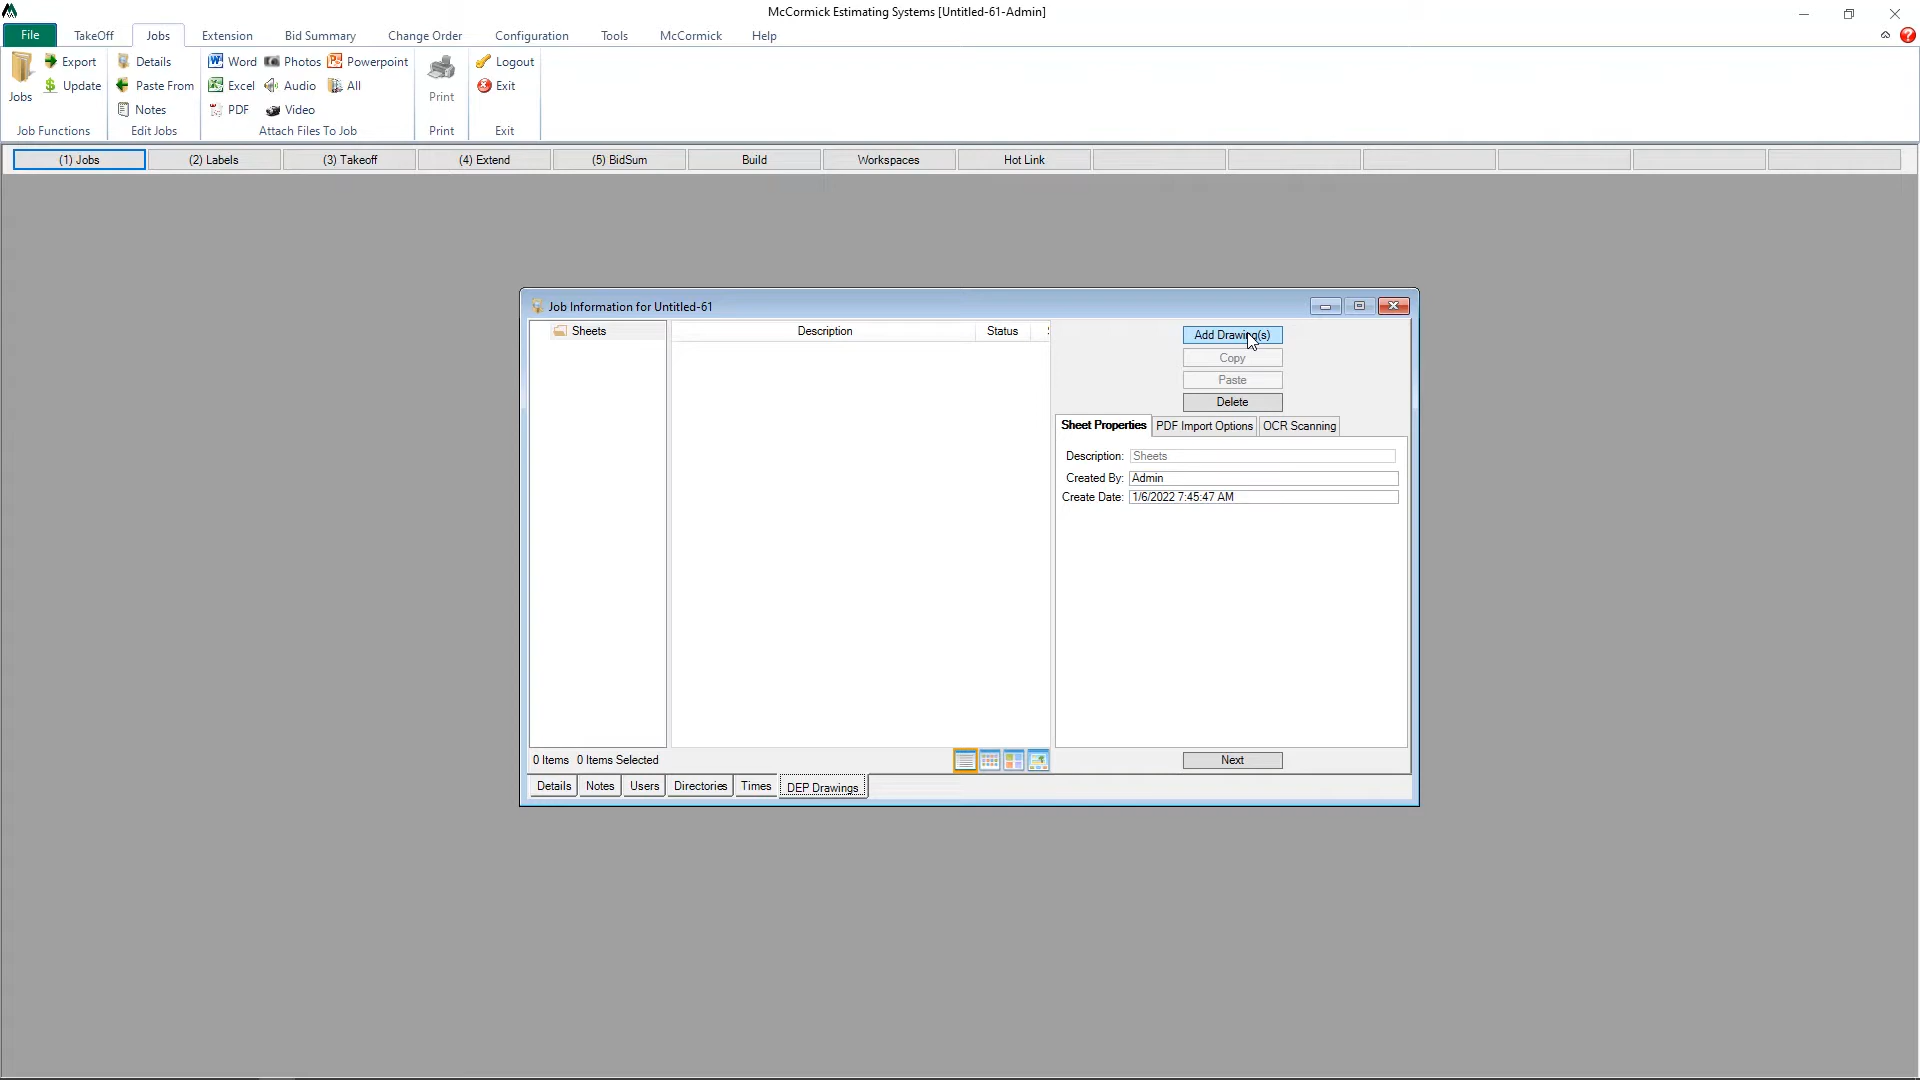 McCormick Estimating Systems [Untitled-61-Admin]
File TakeOff Jobs Extension Bid Summary Change Order Configuration Tools McCormick Help
Jobs
Export
Update
Job Functions
Details
Paste From
Notes
Edit Jobs
Word Photos Powerpoint
Excel Audio All
PDF Video
Attach Files To Job
Print
Print
Logout
Exit
Exit
(1) Jobs (2) Labels (3) Takeoff (4) Extend (5) BidSum Build Workspaces Hot Link
Job Information for Untitled-61
Sheets
Description Status
Add Drawing(s)
Copy
Paste
Delete
Sheet Properties PDF Import Options OCR Scanning
Description: Sheets
Created By: Admin
Create Date: 1/6/2022 7:45:47 AM
0 Items 0 Items Selected
Next
Details Notes Users Directories Times DEP Drawings